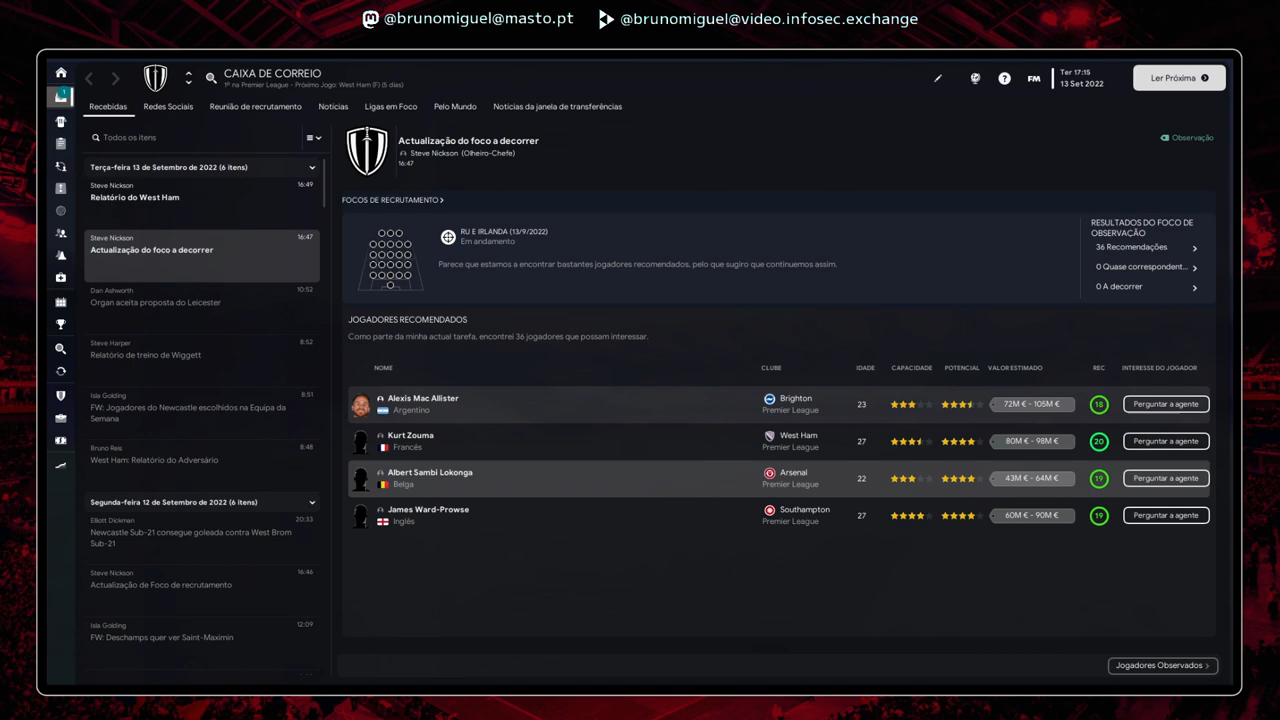 @brunomiguel@masto.pt @brunomiguel@video.infosec.exchange
CAIXA DE CORREIO
1º na Premier League - Próximo Jogo: West Ham (F) (5 dias)
FM
Ter 17:15
13 Set 2022
Ler Próxima
1
Recebidas Redes Sociais Reunião de recrutamento Notícias Ligas em Foco Pelo Mundo Notícias da janela de transferências
Todos os itens
Terça-feira 13 de Setembro de 2022 (6 itens)
Steve Nickson 16:49
Relatório do West Ham
Steve Nickson 16:47
Actualização do foco a decorrer
Dan Ashworth 10:52
Organ aceita proposta do Leicester
Steve Harper 8:52
Relatório de treino de Wiggett
Isla Golding 8:51
FW: Jogadores do Newcastle escolhidos na Equipa da
Semana
Bruno Reis 8:48
West Ham: Relatório do Adversário
Segunda-feira 12 de Setembro de 2022 (6 itens)
Elliott Dickman 20:33
Newcastle Sub-21 consegue goleada contra West Brom
Sub-21
Steve Nickson 16:46
Actualização de Foco de recrutamento
Isla Golding 12:09
FW: Deschamps quer ver Saint-Maximin
Actualização do foco a decorrer
Steve Nickson (Olheiro-Chefe)
16:47
Observação
FOCOS DE RECRUTAMENTO
RU E IRLANDA (13/9/2022)
Em andamento
Parece que estamos a encontrar bastantes jogadores recomendados, pelo que sugiro que continuemos assim.
RESULTADOS DO FOCO DE
OBSERVAÇÃO
36 Recomendações
0 Quase correspondent...
0 A decorrer
JOGADORES RECOMENDADOS
Como parte da minha actual tarefa, encontrei 36 jogadores que possam interessar.
NOME CLUBE IDADE CAPACIDADE POTENCIAL VALOR ESTIMADO REC INTERESSE DO JOGADOR
Alexis Mac Allister Brighton 23 72M € - 105M € 18 Perguntar a agente
Argentino Premier League
Kurt Zouma West Ham 27 80M € - 98M € 20 Perguntar a agente
Francês Premier League
Albert Sambi Lokonga Arsenal 22 43M € - 64M € 19 Perguntar a agente
Belga Premier League
James Ward-Prowse Southampton 27 60M € - 90M € 19 Perguntar a agente
Inglês Premier League
Jogadores Observados